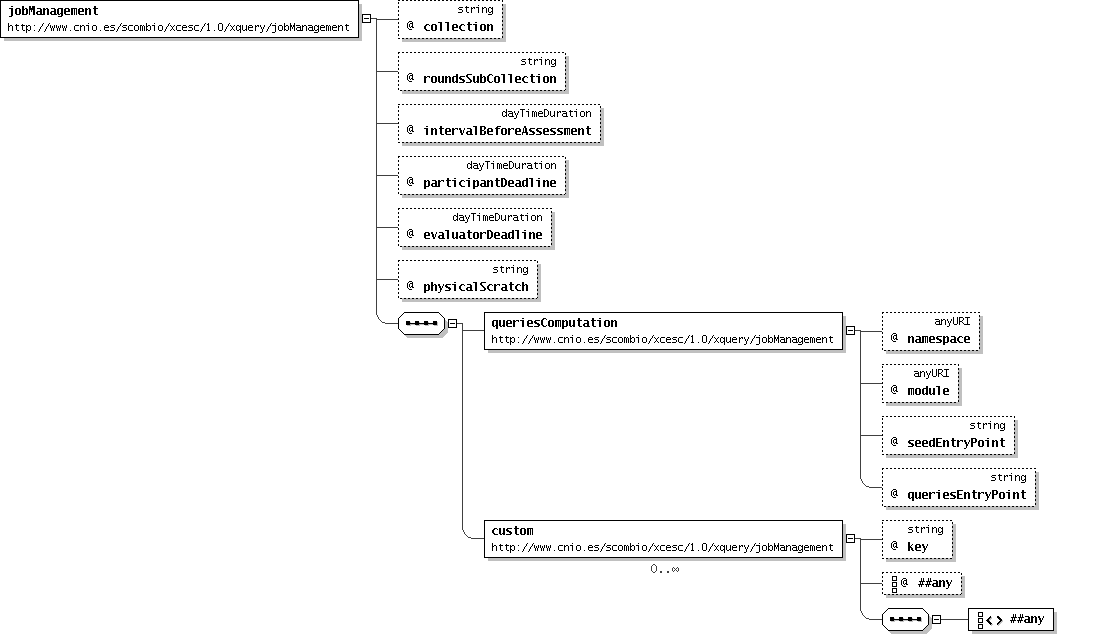 jobManagement
http://www.cnio.es/scombio/xcesc/1.0/xquery/jobManagement
string
@ collection
string
@ roundsSubCollection
dayTimeDuration
@ intervalBeforeAssessment
dayTimeDuration
@ participantDeadline
dayTimeDuration
@ evaluatorDeadline
string
@ physicalScratch
queriesComputation
http://www.cnio.es/scombio/xcesc/1.0/xquery/jobManagement
anyURI
@ namespace
anyURI
@ module
string
@ seedEntryPoint
string
@ queriesEntryPoint
custom
http://www.cnio.es/scombio/xcesc/1.0/xquery/jobManagement
0..∞
string
@ key
@ ##any
<> ##any